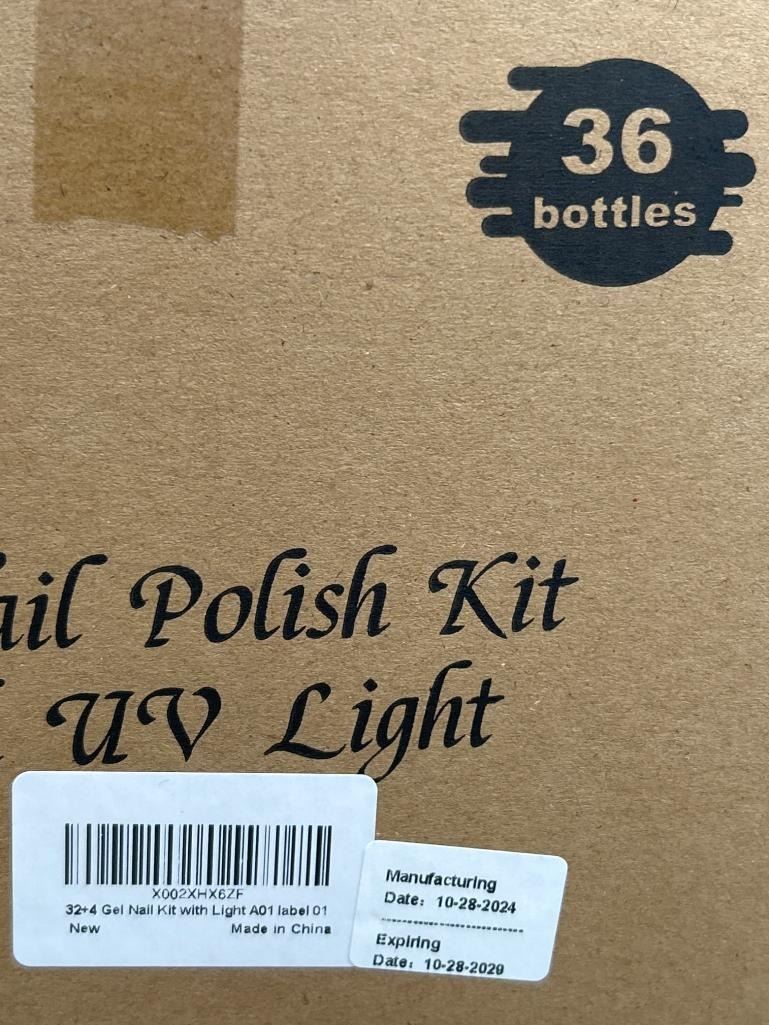 36
bottles
ail Polish Kit
UV Light
X002XHX6ZF
32+4 Gel Nail Kit with Light A01 label 01
New Made in China
Manufacturing
Date: 10-28-2024
Expiring
Date: 10-28-2029